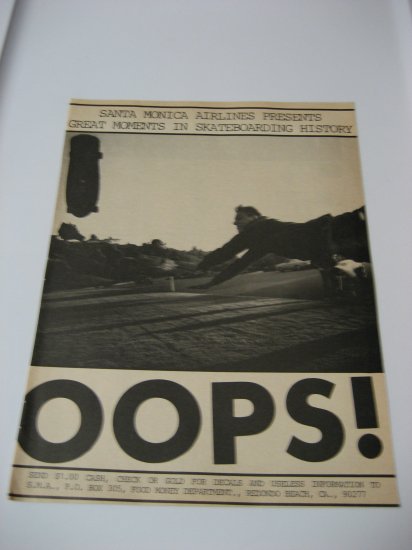 SANTA MONICA AIRLINES PRESENTS
GREAT MOMENTS IN SKATEBOARDING HISTORY
OOPS!
SEND $1.00 CASH, CHECK OR GOLD FOR DECALS AND USELESS INFORMATION TO
S.M.A., P.O. BOX 305, MONEY DEPARTMENT., REDONDO BEACH, CA., 90277